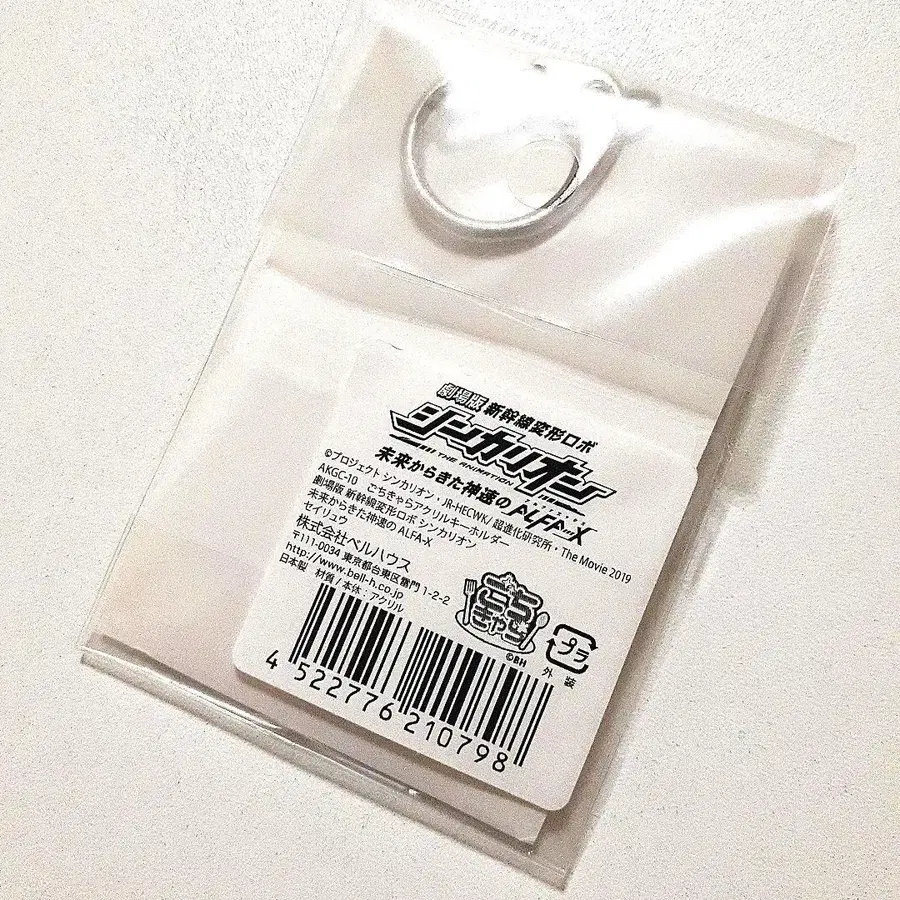 劇場版 新幹線変形ロボ
シンカリオン
THE ANIMATION
未来からきた神速の ALFA-X
©プロジェクト シンカリオン・JR-HECWK/ 超進化研究所・The Movie 2019
AKGC-10 ごちきゃらアクリルキーホルダー
劇場版 新幹線変形ロボ シンカリオン
未来からきた神速の ALFA-X
セイリュウ
株式会社ベルハウス
〒111-0034 東京都台東区雷門 1-2-2
http://www.bell-h.co.jp
日本製 材質 / 本体：アクリル
ごちきゃら
©BH
プラ
外装
4 522776 210798